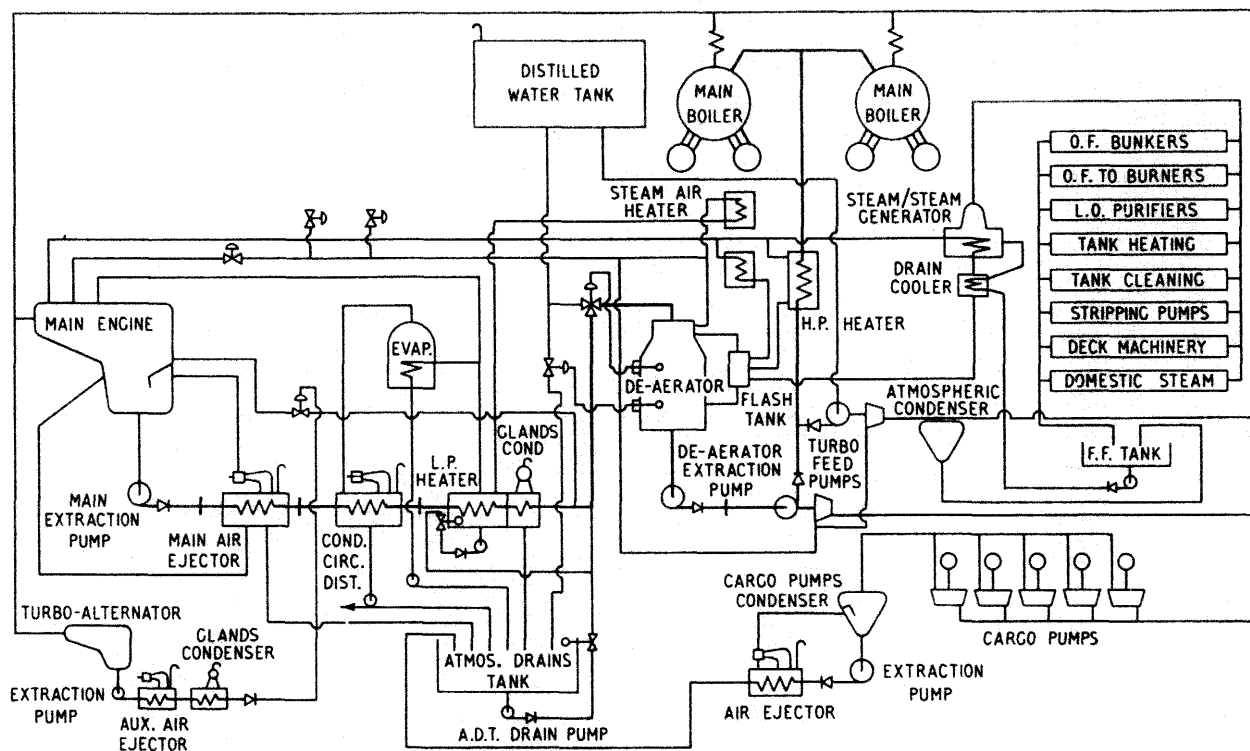 DISTILLED
WATER TANK
MAIN
BOILER
MAIN
BOILER
STEAM AIR
HEATER
STEAM/STEAM
GENERATOR
DRAIN
COOLER
O.F. BUNKERS
O.F. TO BURNERS
L.O. PURIFIERS
TANK HEATING
TANK CLEANING
STRIPPING PUMPS
DECK MACHINERY
DOMESTIC STEAM
MAIN ENGINE
EVAP.
H.P. HEATER
DE-AERATOR
FLASH
TANK
ATMOSPHERIC
CONDENSER
F.F. TANK
GLANDS
COND
L.P.
HEATER
DE-AERATOR
EXTRACTION
PUMP
TURBO
FEED
PUMPS
MAIN
EXTRACTION
PUMP
MAIN AIR
EJECTOR
COND.
CIRC.
DIST.
TURBO-ALTERNATOR
GLANDS
CONDENSER
EXTRACTION
PUMP
AUX. AIR
EJECTOR
ATMOS. DRAINS
TANK
A.D.T. DRAIN PUMP
CARGO PUMPS
CONDENSER
AIR EJECTOR
EXTRACTION
PUMP
CARGO PUMPS